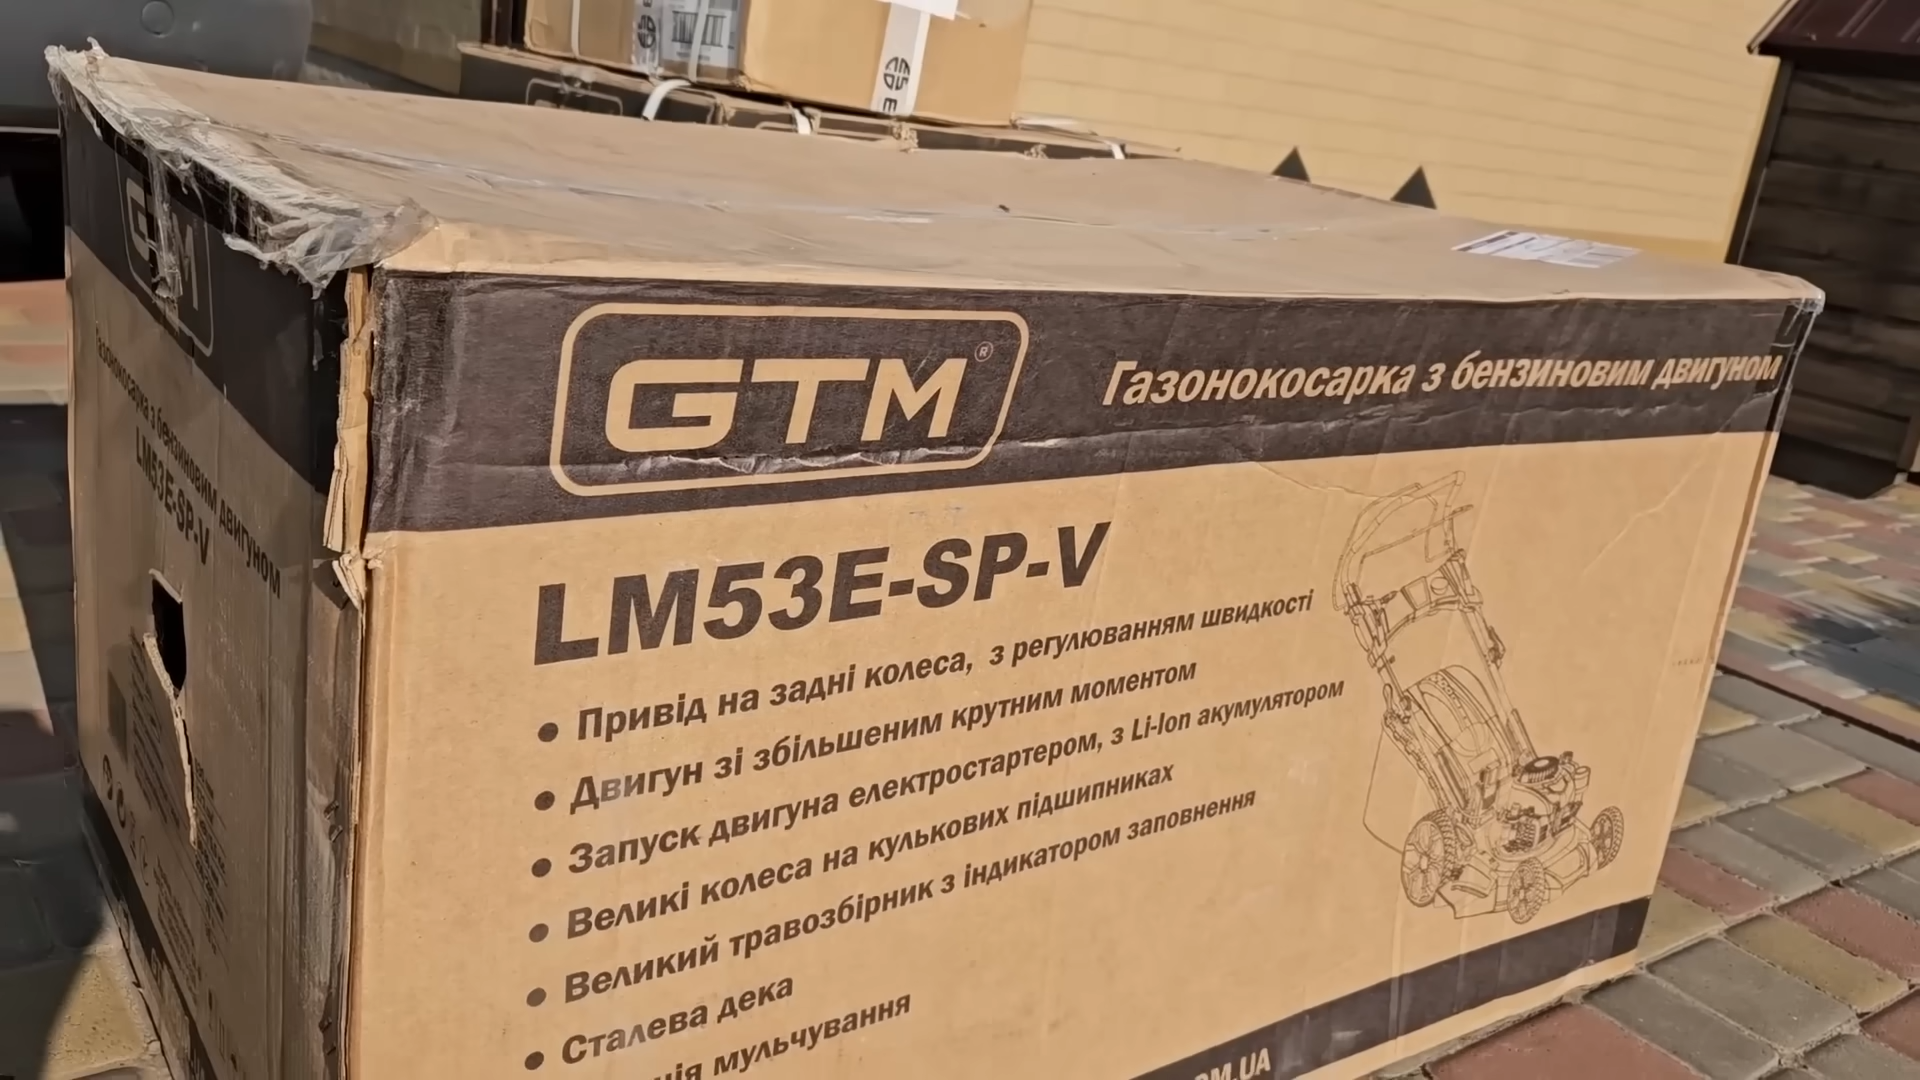 GTM®
Газонокосарка з бензиновим двигуном
LM53E-SP-V
• Привід на задні колеса, з регулюванням швидкості
• Двигун зі збільшеним крутним моментом
• Запуск двигуна електростартером, з Li-Ion акумулятором
• Великі колеса на кулькових підшипниках
• Великий травозбірник з індикатором заповнення
• Сталева дека
мульчування
GTM
Газонокосарка з бензиновим двигуном
LM53E-SP-V